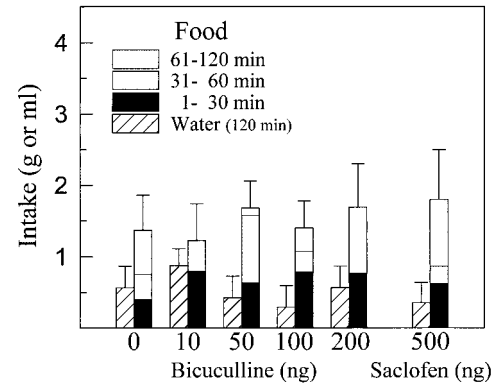 Food
61-120 min
31- 60 min
1- 30 min
Water (120 min)
Intake (g or ml)
4
3
2
1
0
0 10 50 100 200 500
Bicuculline (ng) Saclofen (ng)